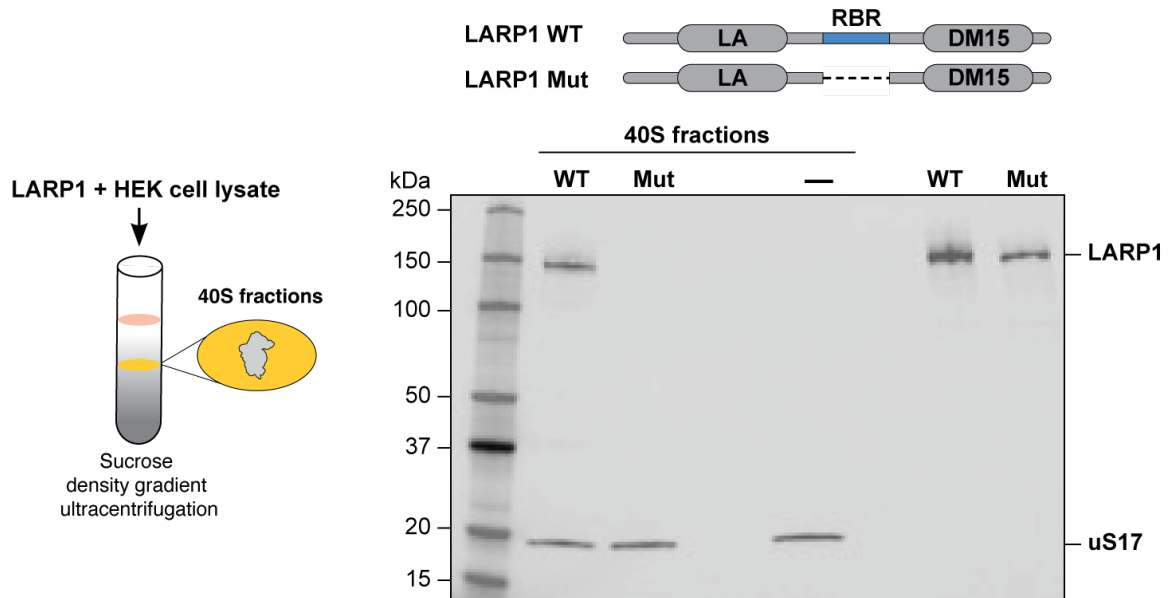 RBR
LARP1 WT
LA
DM15
LARP1 Mut
LA
DM15
40S fractions
LARP1 + HEK cell lysate
kDa
WT
Mut
—
WT
Mut
250
150
LARP1
40S fractions
100
50
37
Sucrose
density gradient
ultracentrifugation
20
uS17
15